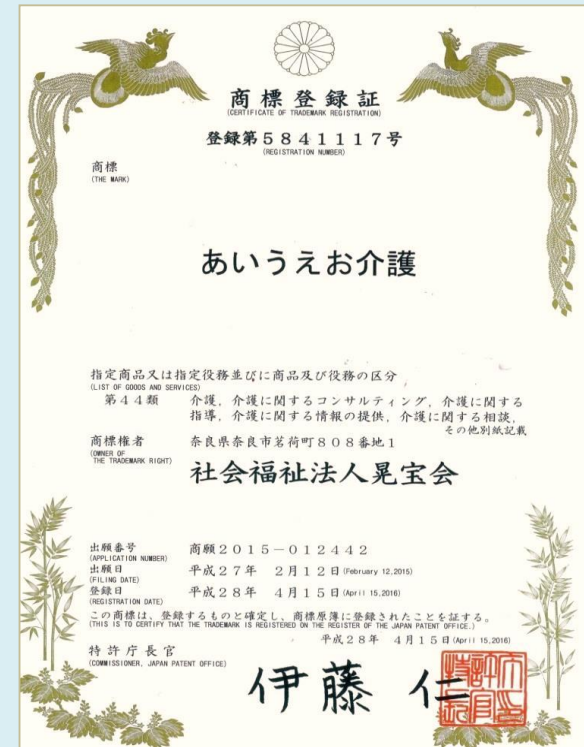 商標登録証
(CERTIFICATE OF TRADEMARK REGISTRATION)
登録第5841117号
(REGISTRATION NUMBER)
商標
(THE MARK)
あいうえお介護
指定商品又は指定役務並びに商品及び役務の区分
(LIST OF GOODS AND SERVICES)
第44類 介護，介護に関するコンサルティング，介護に関する
指導，介護に関する情報の提供，介護に関する相談，
その他別紙記載
商標権者 奈良県奈良市茗荷町808番地1
(OWNER OF
THE TRADEMARK RIGHT)
社会福祉法人晃宝会
出願番号 商願2015－012442
(APPLICATION NUMBER)
出願日 平成27年 2月12日(February 12,2015)
(FILING DATE)
登録日 平成28年 4月15日(April 15,2016)
(REGISTRATION DATE)
この商標は、登録するものと確定し、商標原簿に登録されたことを証する。
(THIS IS TO CERTIFY THAT THE TRADEMARK IS REGISTERED ON THE REGISTER OF THE JAPAN PATENT OFFICE.)
平成28年 4月15日(April 15,2016)
特許庁長官
(COMMISSIONER, JAPAN PATENT OFFICE)
伊藤 仁